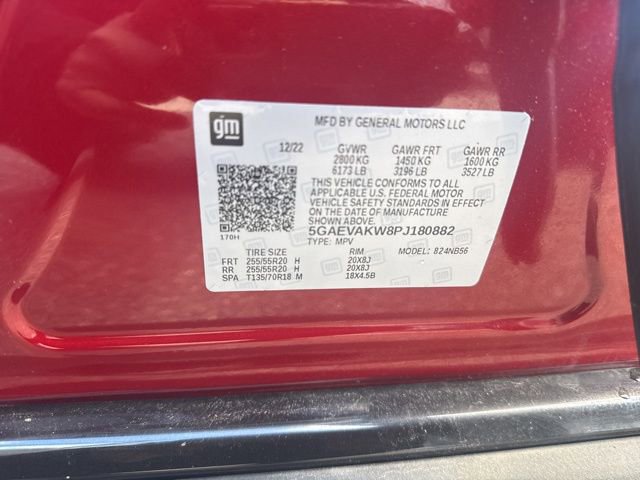 gm
MFD BY GENERAL MOTORS LLC
12/22 GVWR GAWR FRT GAWR RR
2800 KG 1450 KG 1600 KG
6173 LB 3196 LB 3527 LB
THIS VEHICLE CONFORMS TO ALL
APPLICABLE U.S. FEDERAL MOTOR
VEHICLE SAFETY STANDARDS IN EFFECT
ON THE DATE OF MANUFACTURE
SHOWN ABOVE.
170H
5GAEVAKW8PJ180882
TYPE: MPV MODEL: 824NB56
TIRE SIZE RIM
FRT 255/55R20 H 20X8J
RR 255/55R20 H 20X8J
SPA T135/70R18 M 18X4.5B